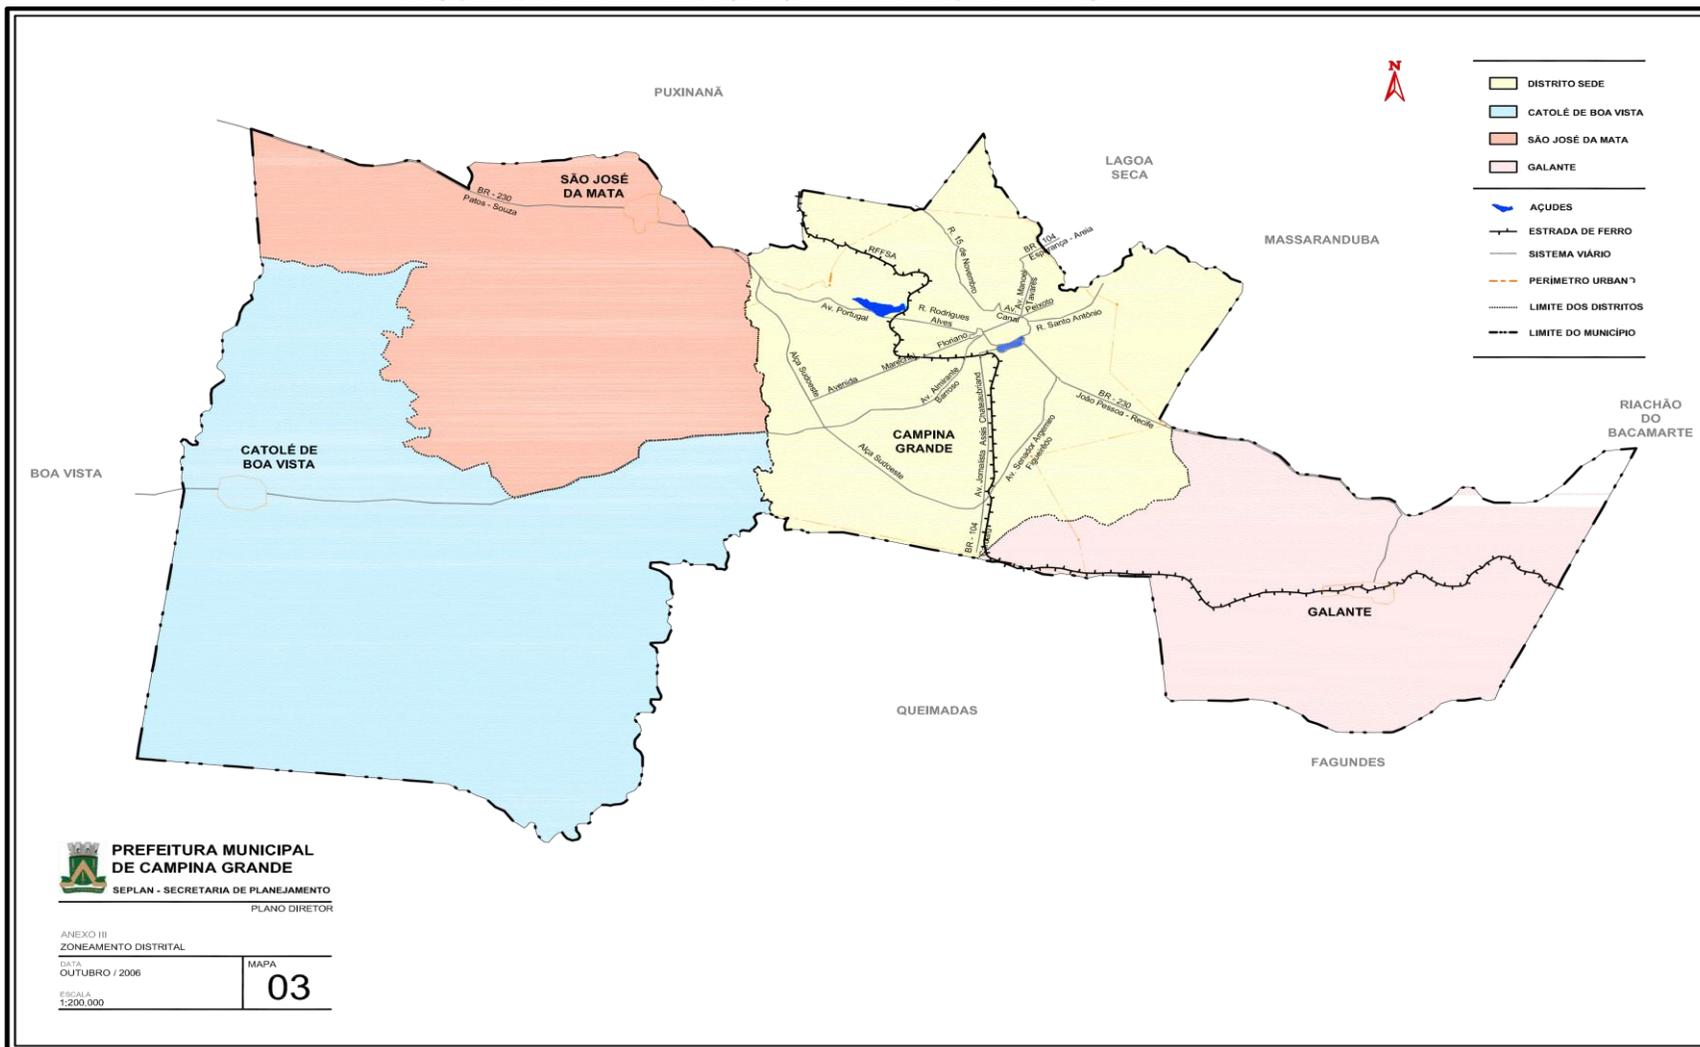 PUXINANÃ
N
LAGOA
SECA
MASSARANDUBA
RIACHÃO
DO
BACAMARTE
BOA VISTA
QUEIMADAS
FAGUNDES
DISTRITO SEDE
CATOLÉ DE BOA VISTA
SÃO JOSÉ DA MATA
GALANTE
AÇUDES
ESTRADA DE FERRO
SISTEMA VIÁRIO
PERÍMETRO URBANO
LIMITE DOS DISTRITOS
LIMITE DO MUNICÍPIO
SÃO JOSÉ
DA MATA
BR - 230
Patos - Souza
CATOLÉ DE
BOA VISTA
RFFSA
R. 15 de Novembro
BR - 104
Esperança - Areia
Av. Manoel
Tavares
Av. Portugal
R. Rodrigues
Alves
Av. Peixoto
Canal
R. Santo Antônio
Floriano
Marechal
Avenida
Alça Sudoeste
Av. Almirante
Barroso
Av. Jornalista Assis Chateaubriand
Av. Senador Argemiro
Figueirêdo
BR - 230
João Pessoa - Recife
CAMPINA
GRANDE
Alça Sudoeste
BR - 104
GALANTE
PREFEITURA MUNICIPAL
DE CAMPINA GRANDE
SEPLAN - SECRETARIA DE PLANEJAMENTO
PLANO DIRETOR
ANEXO III
ZONEAMENTO DISTRITAL
DATA
OUTUBRO / 2006
ESCALA
1:200.000
MAPA
03